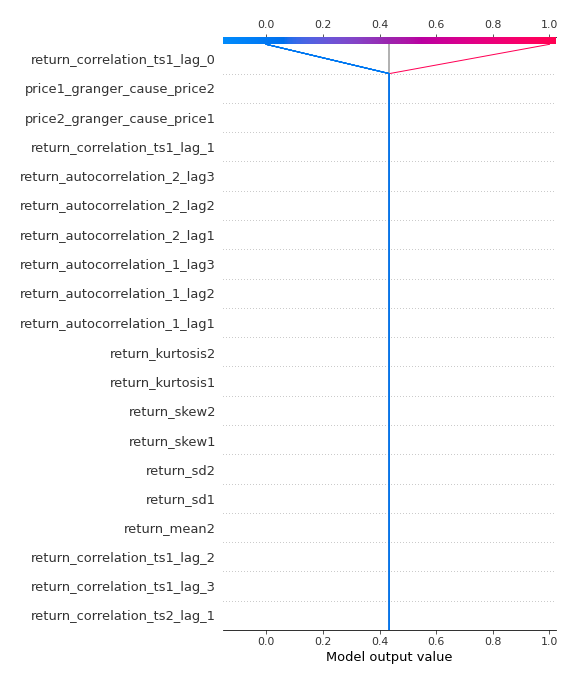 0.0 0.2 0.4 0.6 0.8 1.0
return_correlation_ts1_lag_0
price1_granger_cause_price2
price2_granger_cause_price1
return_correlation_ts1_lag_1
return_autocorrelation_2_lag3
return_autocorrelation_2_lag2
return_autocorrelation_2_lag1
return_autocorrelation_1_lag3
return_autocorrelation_1_lag2
return_autocorrelation_1_lag1
return_kurtosis2
return_kurtosis1
return_skew2
return_skew1
return_sd2
return_sd1
return_mean2
return_correlation_ts1_lag_2
return_correlation_ts1_lag_3
return_correlation_ts2_lag_1
0.0 0.2 0.4 0.6 0.8 1.0
Model output value